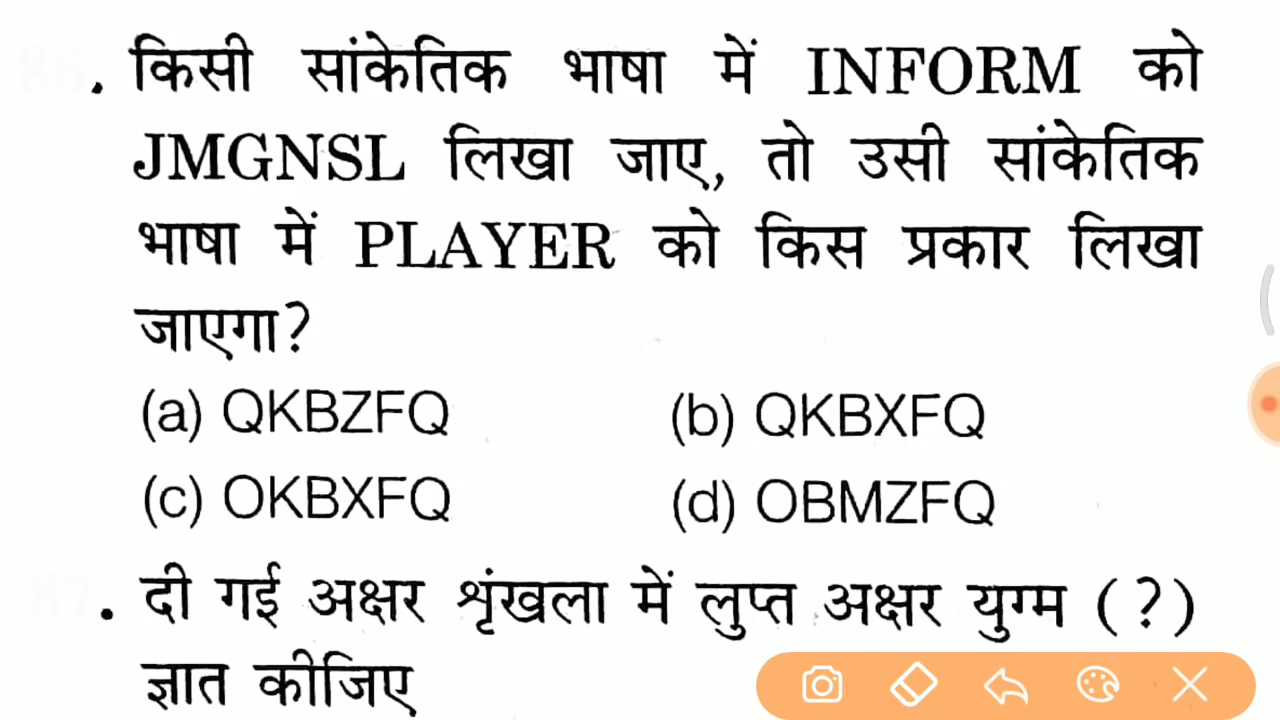 . किसी सांकेतिक भाषा में INFORM को
JMGNSL लिखा जाए, तो उसी सांकेतिक
भाषा में PLAYER को किस प्रकार लिखा
जाएगा?
(a) QKBZFQ (b) QKBXFQ
(c) OKBXFQ (d) OBMZFQ
. दी गई अक्षर शृंखला में लुप्त अक्षर युग्म (?)
ज्ञात कीजिए